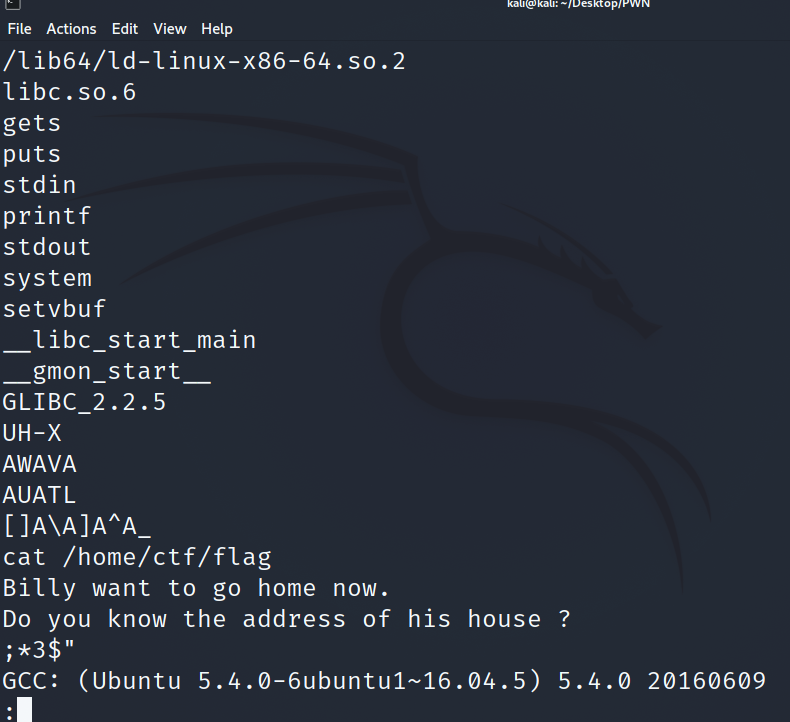 kali@kali: ~/Desktop/PWN
File Actions Edit View Help
/lib64/ld-linux-x86-64.so.2
libc.so.6
gets
puts
stdin
printf
stdout
system
setvbuf
__libc_start_main
__gmon_start__
GLIBC_2.2.5
UH-X
AWAVA
AUATL
[]A\A]A^A_
cat /home/ctf/flag
Billy want to go home now.
Do you know the address of his house ?
;*3$"
GCC: (Ubuntu 5.4.0-6ubuntu1~16.04.5) 5.4.0 20160609
: